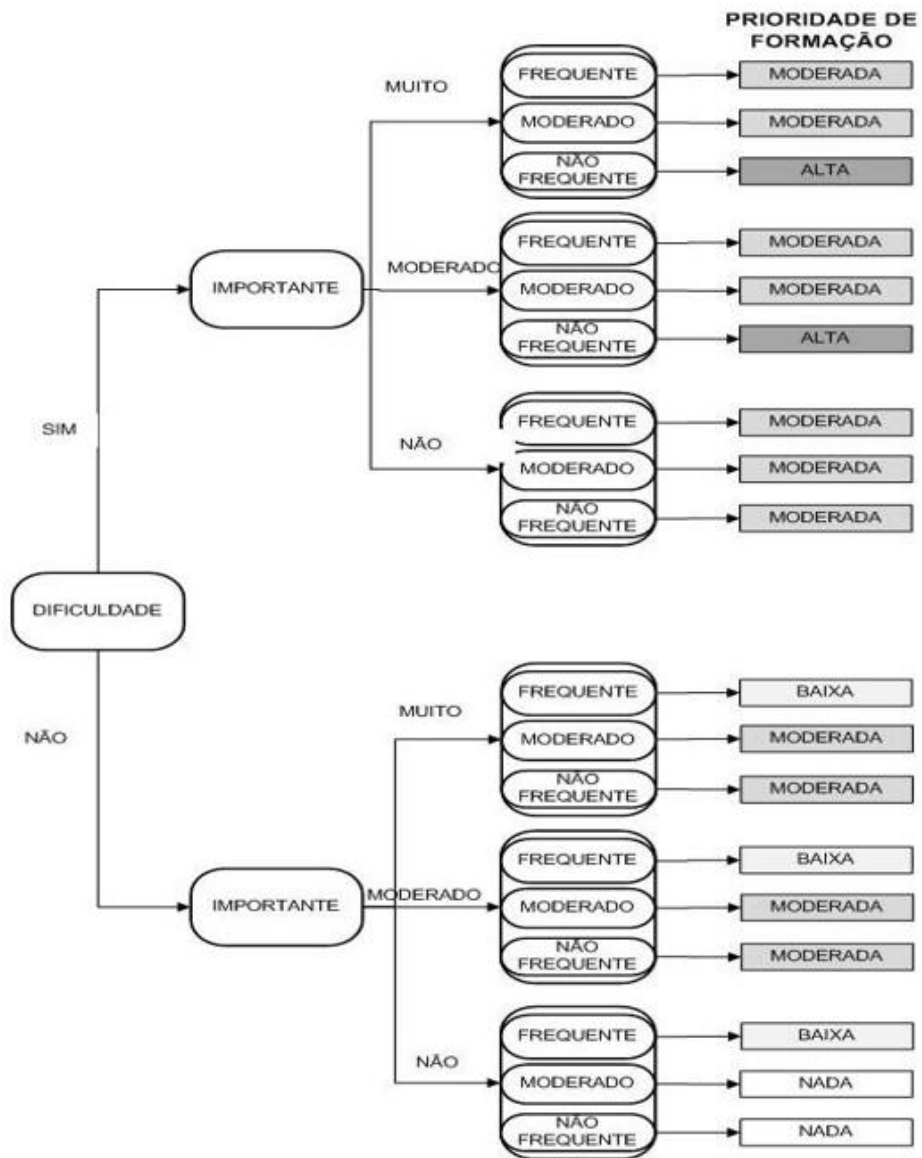 PRIORIDADE DE
FORMAÇÃO
MUITO
FREQUENTE
MODERADA
MODERADO
MODERADA
NÃO
FREQUENTE
ALTA
IMPORTANTE
MODERADO
FREQUENTE
MODERADA
MODERADO
MODERADA
NÃO
FREQUENTE
ALTA
SIM
NÃO
FREQUENTE
MODERADA
MODERADO
MODERADA
NÃO
FREQUENTE
MODERADA
DIFICULDADE
NÃO
MUITO
FREQUENTE
BAIXA
MODERADO
MODERADA
NÃO
FREQUENTE
MODERADA
IMPORTANTE
MODERADO
FREQUENTE
BAIXA
MODERADO
MODERADA
NÃO
FREQUENTE
MODERADA
NÃO
FREQUENTE
BAIXA
MODERADO
NADA
NÃO
FREQUENTE
NADA